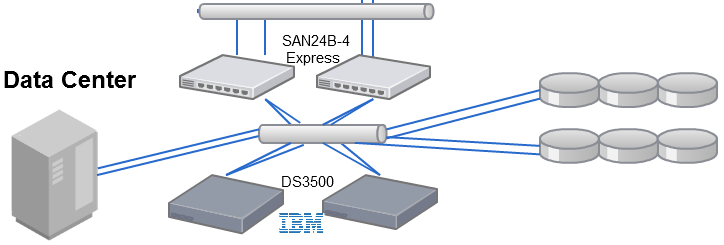 SAN24B-4
Express
Data Center
DS3500
IBM